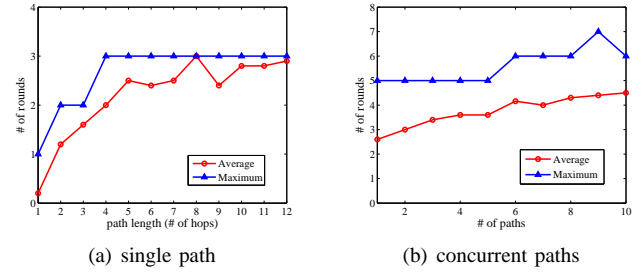 4
3
2
1
0
# of rounds
1 2 3 4 5 6 7 8 9 10 11 12
path length (# of hops)
Average
Maximum
(a) single path
8
7
6
5
4
3
2
1
0
# of rounds
2 4 6 8 10
# of paths
Average
Maximum
(b) concurrent paths